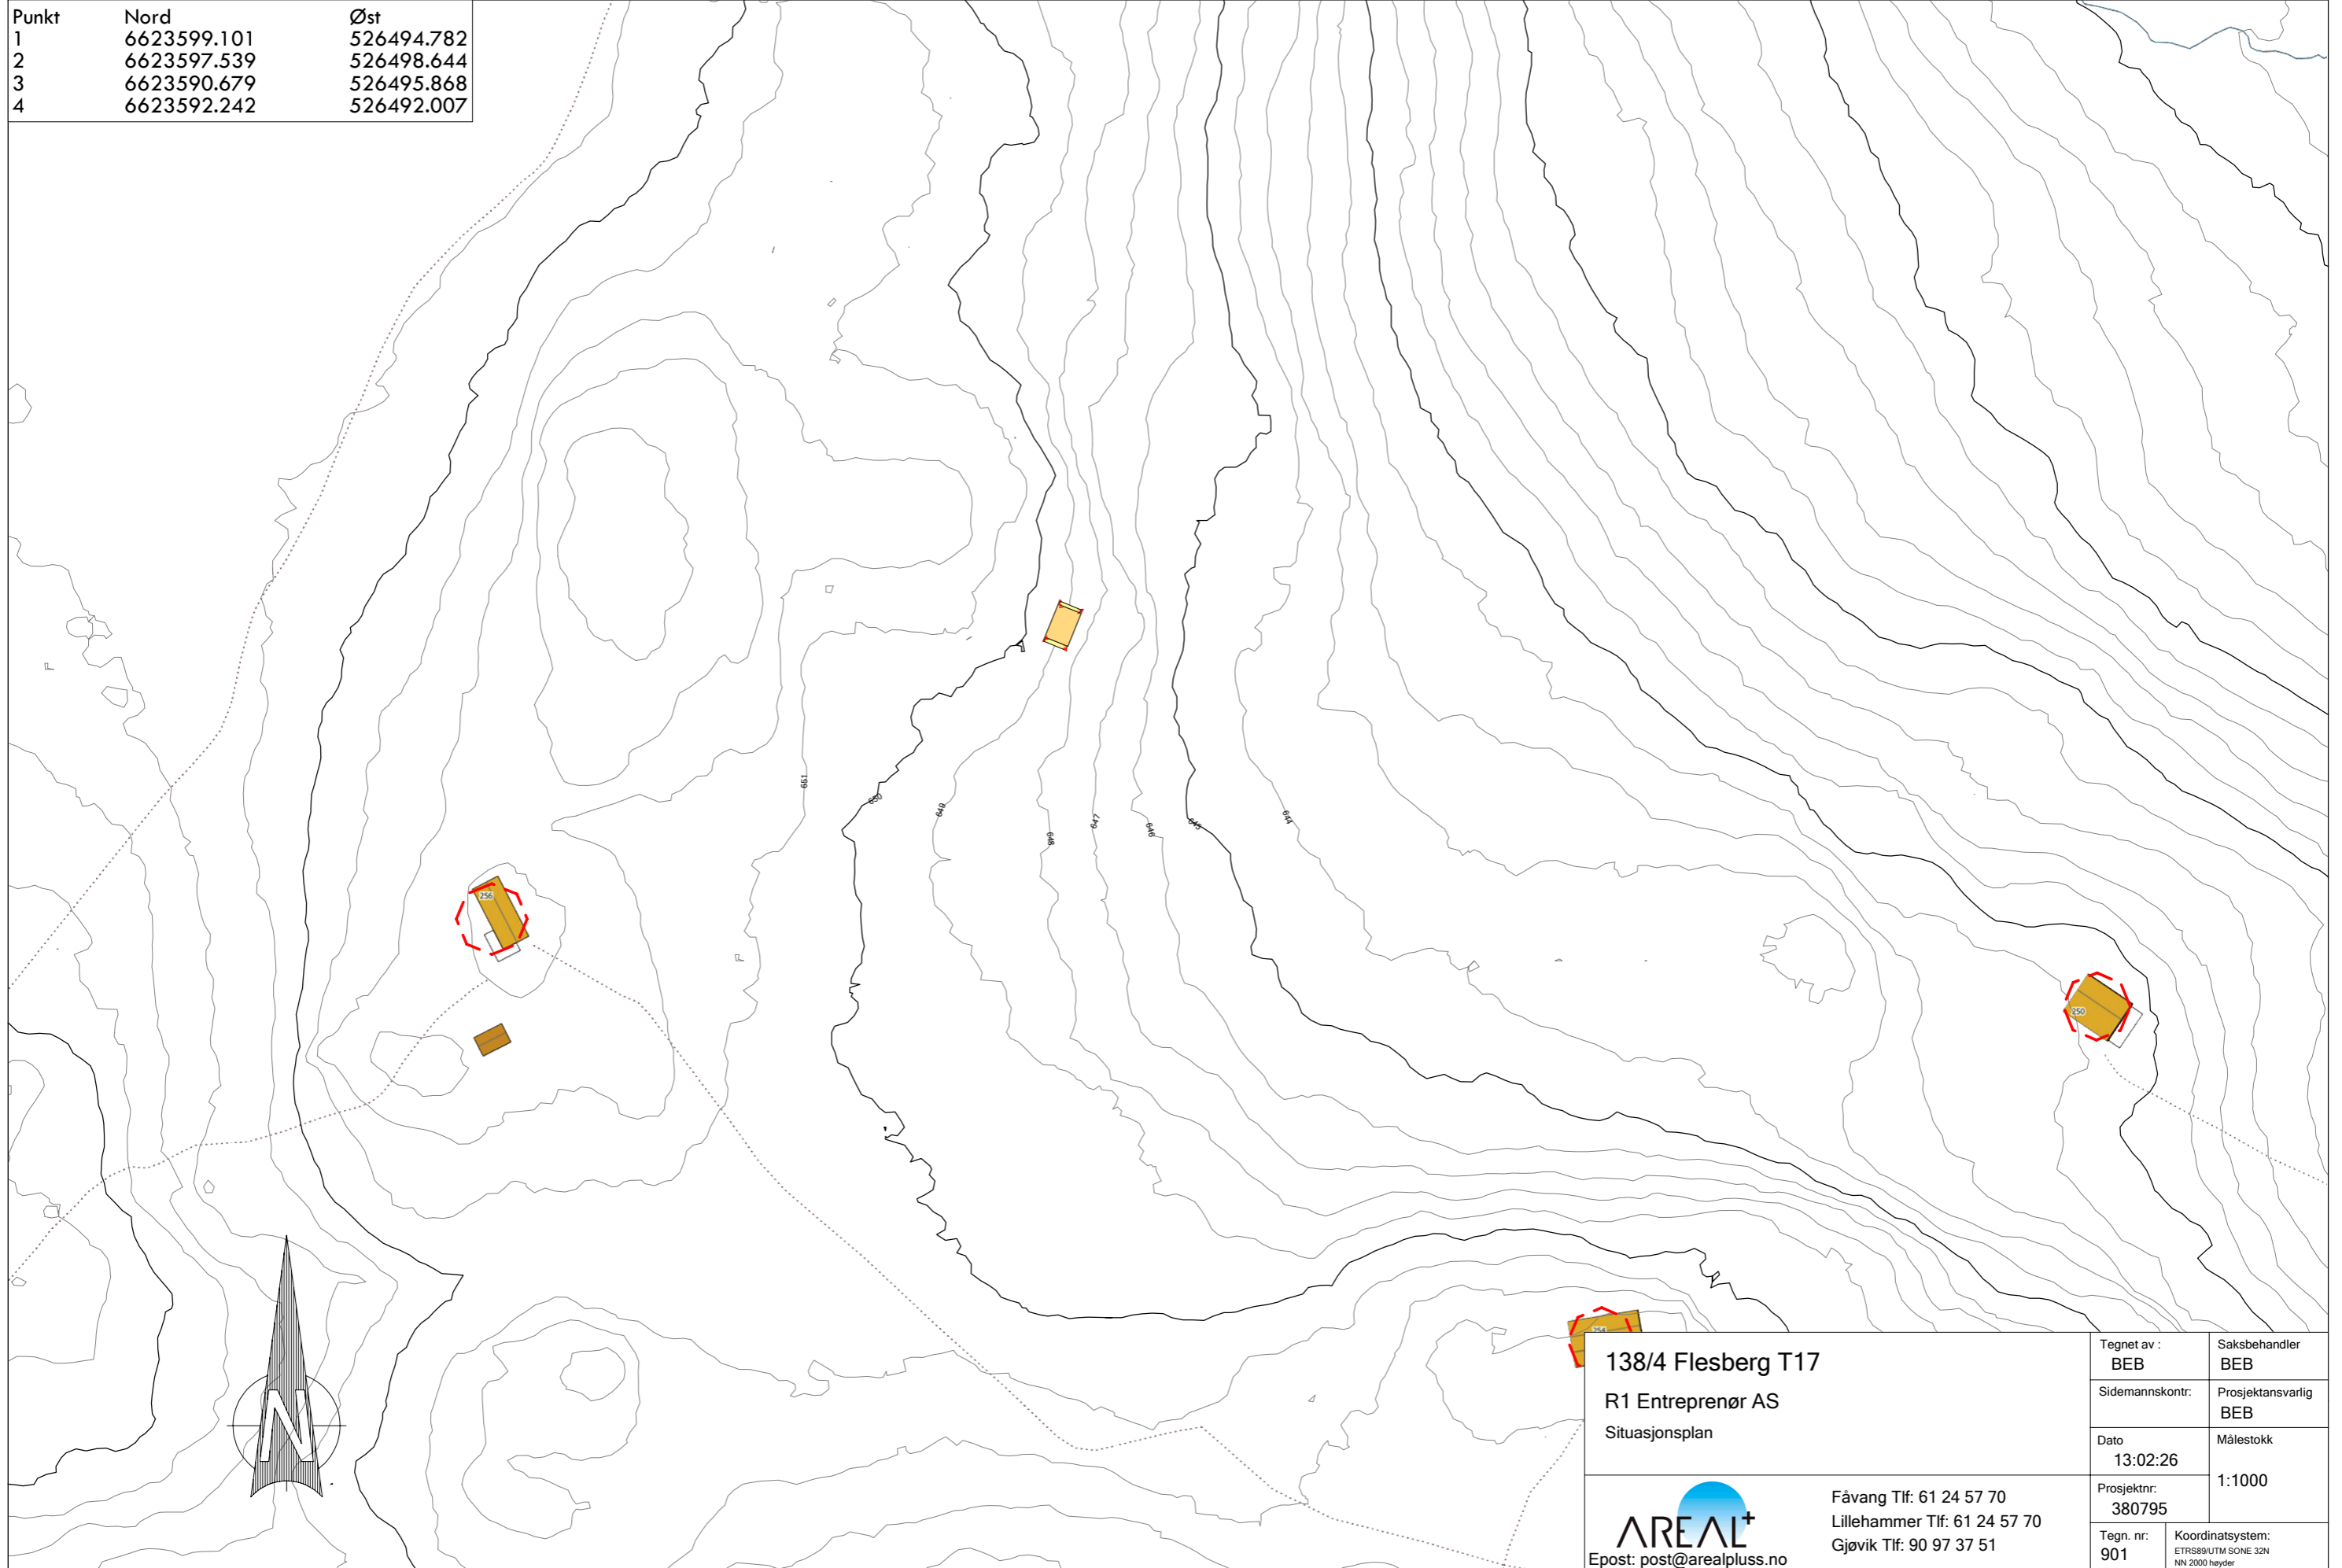 Punkt Nord Øst
1 6623599.101 526494.782
2 6623597.539 526498.644
3 6623590.679 526495.868
4 6623592.242 526492.007
651
650
649
648
647
646
645
644
256
250
254
N
138/4 Flesberg T17
R1 Entreprenør AS
Situasjonsplan
Tegnet av :
BEB
Saksbehandler
BEB
Sidemannskontr:
Prosjektansvarlig
BEB
Dato
13:02:26
Målestokk
1:1000
Prosjektnr:
380795
Tegn. nr:
901
Koordinatsystem:
ETRS89/UTM SONE 32N
NN 2000 høyder
AREAL+
Epost: post@arealpluss.no
Fåvang Tlf: 61 24 57 70
Lillehammer Tlf: 61 24 57 70
Gjøvik Tlf: 90 97 37 51